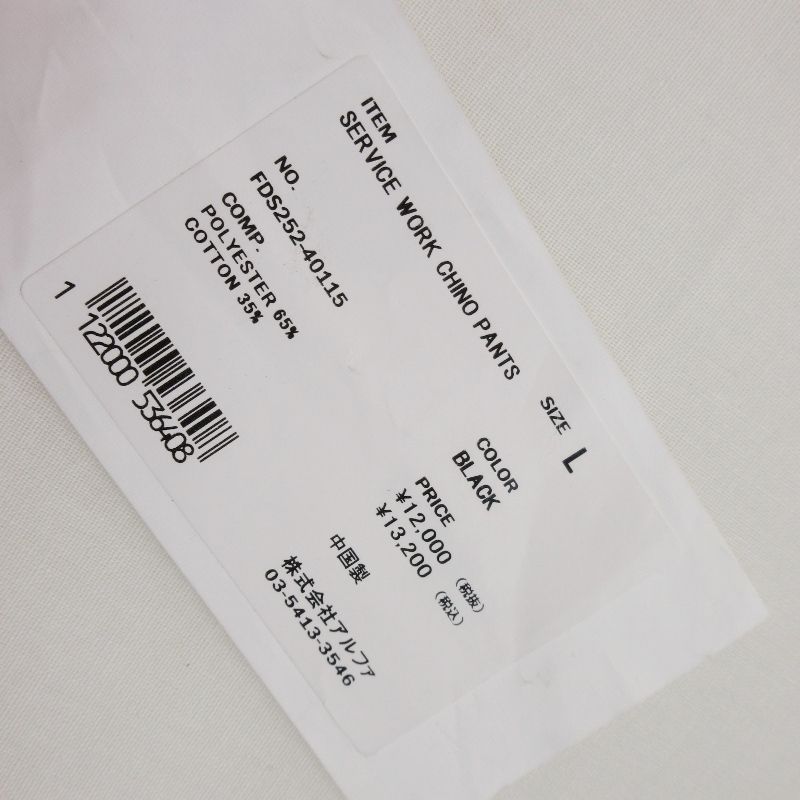 ITEM
SERVICE WORK CHINO PANTS
SIZE
L
NO.
FDS252-40115
COLOR
BLACK
COMP.
POLYESTER 65%
COTTON 35%
PRICE
¥12,000 (税抜)
¥13,200 (税込)
1 122000 536408
中国製
株式会社アルファ
03-5413-3546